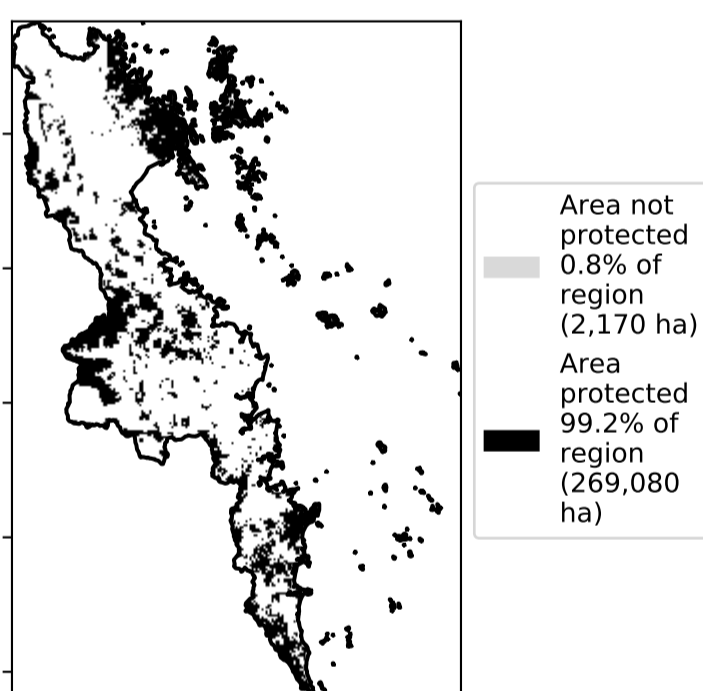 Area not
protected
0.8% of
region
(2,170 ha)
Area
protected
99.2% of
region
(269,080
ha)